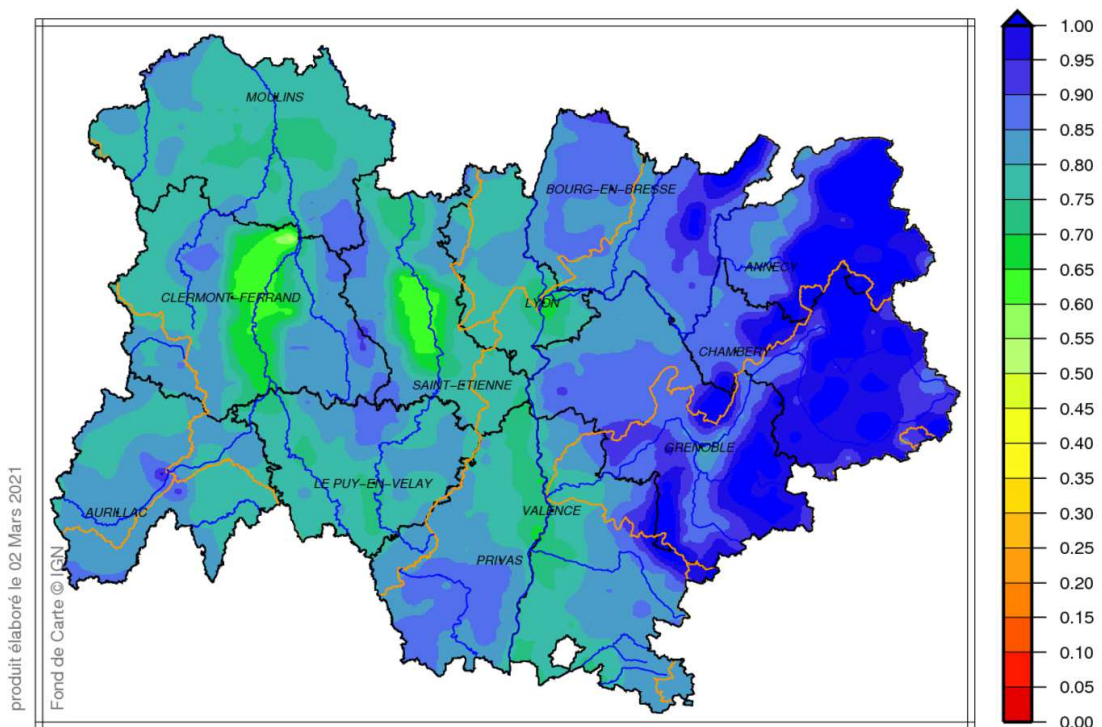 MOULINS
BOURG-EN-BRESSE
ANNECY
CLERMONT-FERRAND
LYON
CHAMBERY
SAINT-ETIENNE
GRENOBLE
LE PUY-EN-VELAY
AURILLAC
VALENCE
PRIVAS
produit élaboré le 02 Mars 2021
Fond de Carte © IGN
1.00
0.95
0.90
0.85
0.80
0.75
0.70
0.65
0.60
0.55
0.50
0.45
0.40
0.35
0.30
0.25
0.20
0.15
0.10
0.05
0.00